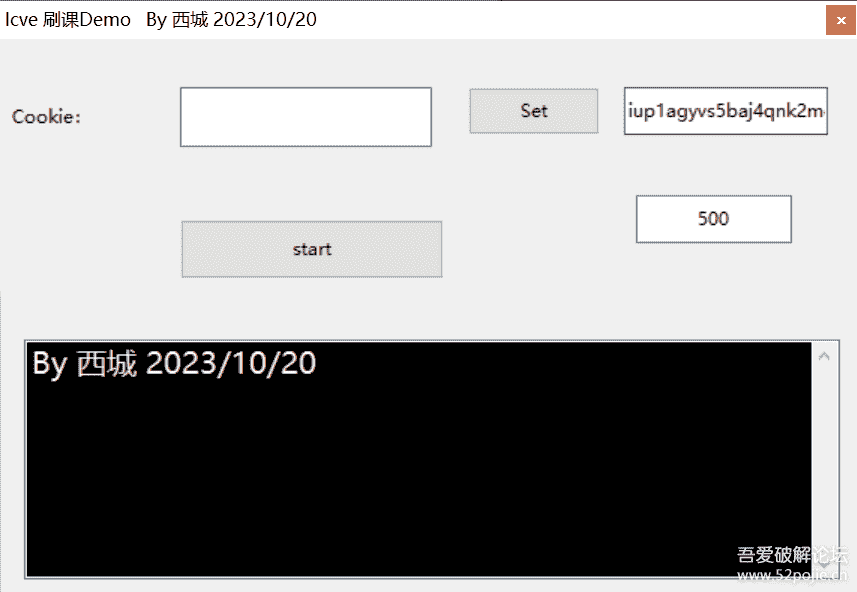 Icve 刷课Demo By 西城 2023/10/20
Cookie:
Set
iup1agyvs5baj4qnk2m
500
start
By 西城 2023/10/20
吾爱破解论坛
www.52pojie.cn